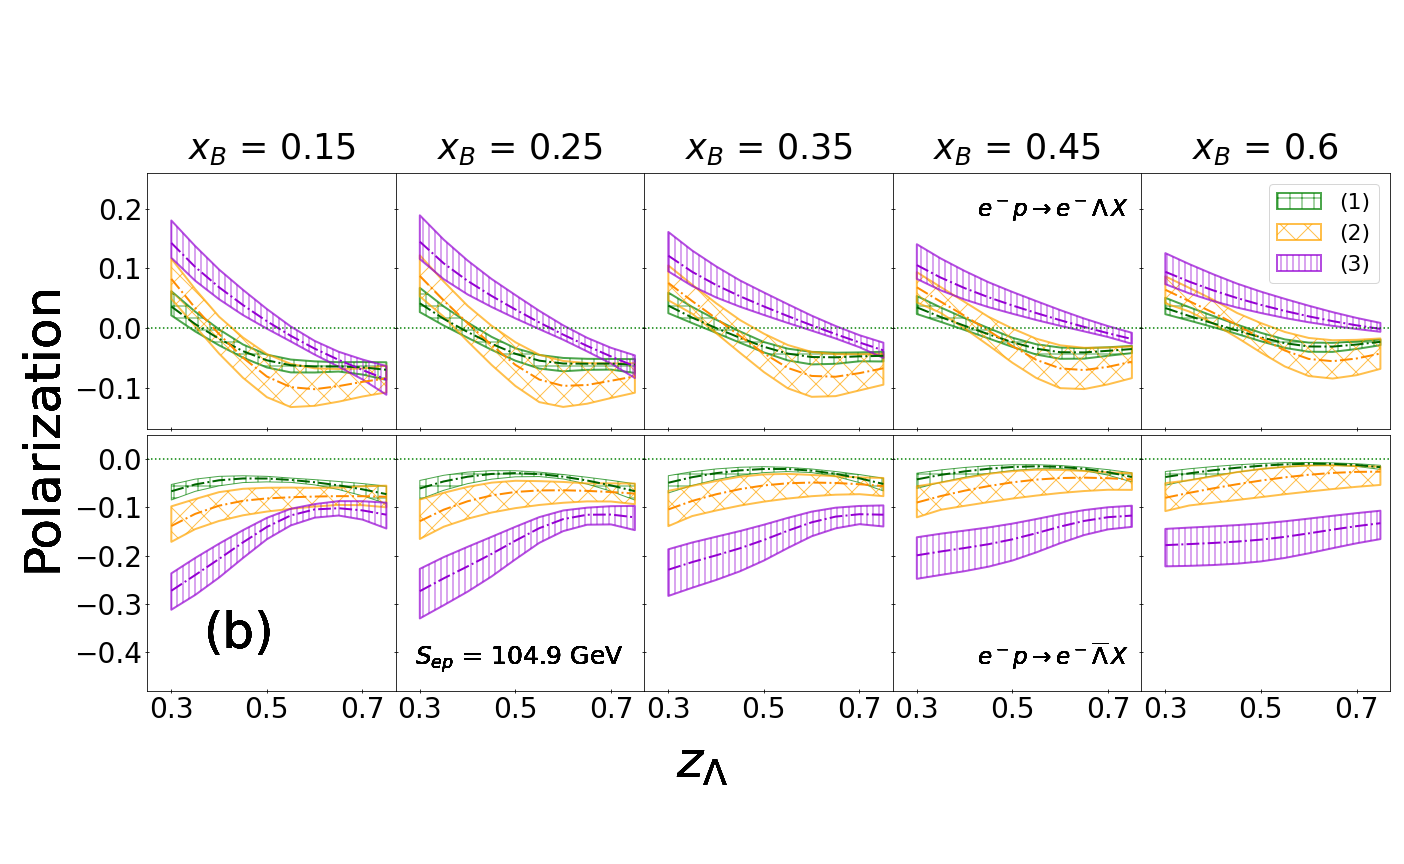 x_B = 0.15 x_B = 0.25 x_B = 0.35 x_B = 0.45 x_B = 0.6
Polarization
0.2
0.1
0.0
−0.1
e⁻p→e⁻ΛX
(1)
(2)
(3)
0.0
−0.1
−0.2
−0.3
−0.4
(b)
S_ep = 104.9 GeV
e⁻p→e⁻Λ̅X
0.3 0.5 0.7 0.3 0.5 0.7 0.3 0.5 0.7 0.3 0.5 0.7 0.3 0.5 0.7
z_Λ